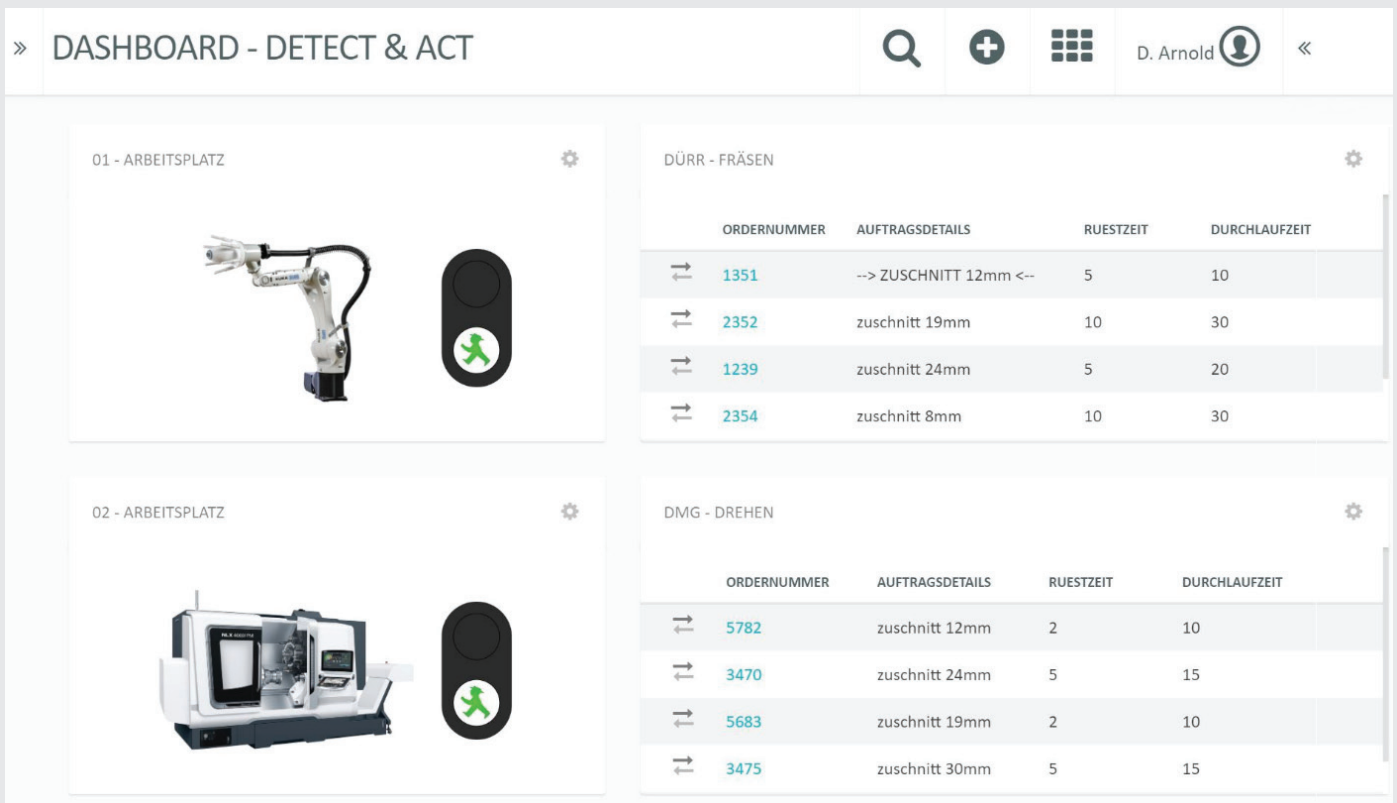 » DASHBOARD - DETECT & ACT D. Arnold «
01 - ARBEITSPLATZ
DÜRR - FRÄSEN
ORDERNUMMER AUFTRAGSDETAILS RUESTZEIT DURCHLAUFZEIT
1351 --> ZUSCHNITT 12mm <-- 5 10
2352 zuschnitt 19mm 10 30
1239 zuschnitt 24mm 5 20
2354 zuschnitt 8mm 10 30
02 - ARBEITSPLATZ
DMG - DREHEN
ORDERNUMMER AUFTRAGSDETAILS RUESTZEIT DURCHLAUFZEIT
5782 zuschnitt 12mm 2 10
3470 zuschnitt 24mm 5 15
5683 zuschnitt 19mm 2 10
3475 zuschnitt 30mm 5 15